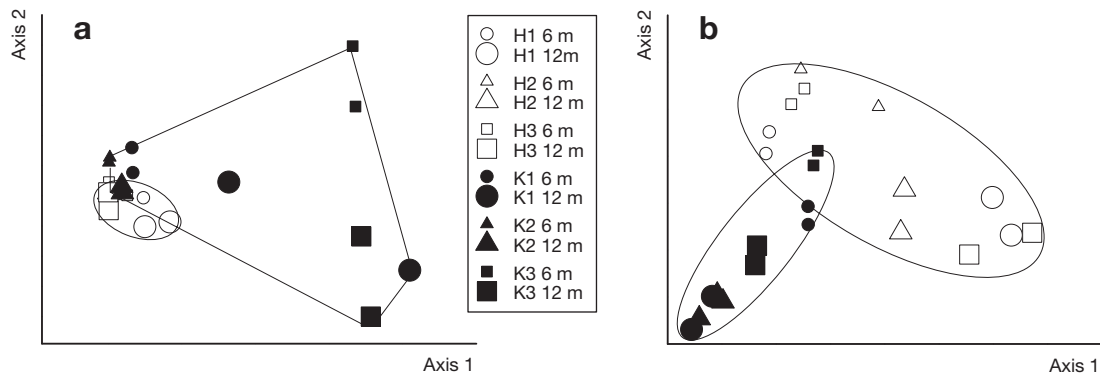 Axis 2
a
Axis 1
H1 6 m
H1 12m
H2 6 m
H2 12 m
H3 6 m
H3 12 m
K1 6 m
K1 12 m
K2 6 m
K2 12 m
K3 6 m
K3 12 m
Axis 2
b
Axis 1